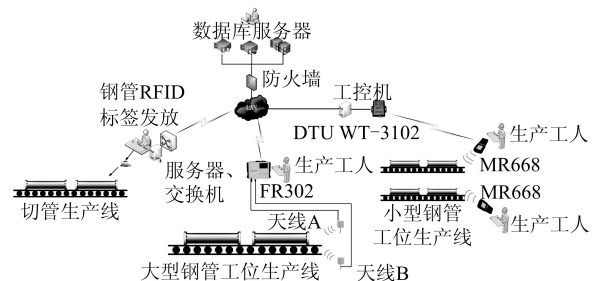 数据库服务器
防火墙
钢管RFID
标签发放
工控机
DTU WT-3102
生产工人
服务器、
交换机
生产工人
FR302
MR668
切管生产线
天线A
MR668
小型钢管
工位生产线
生产工人
大型钢管工位生产线
天线B